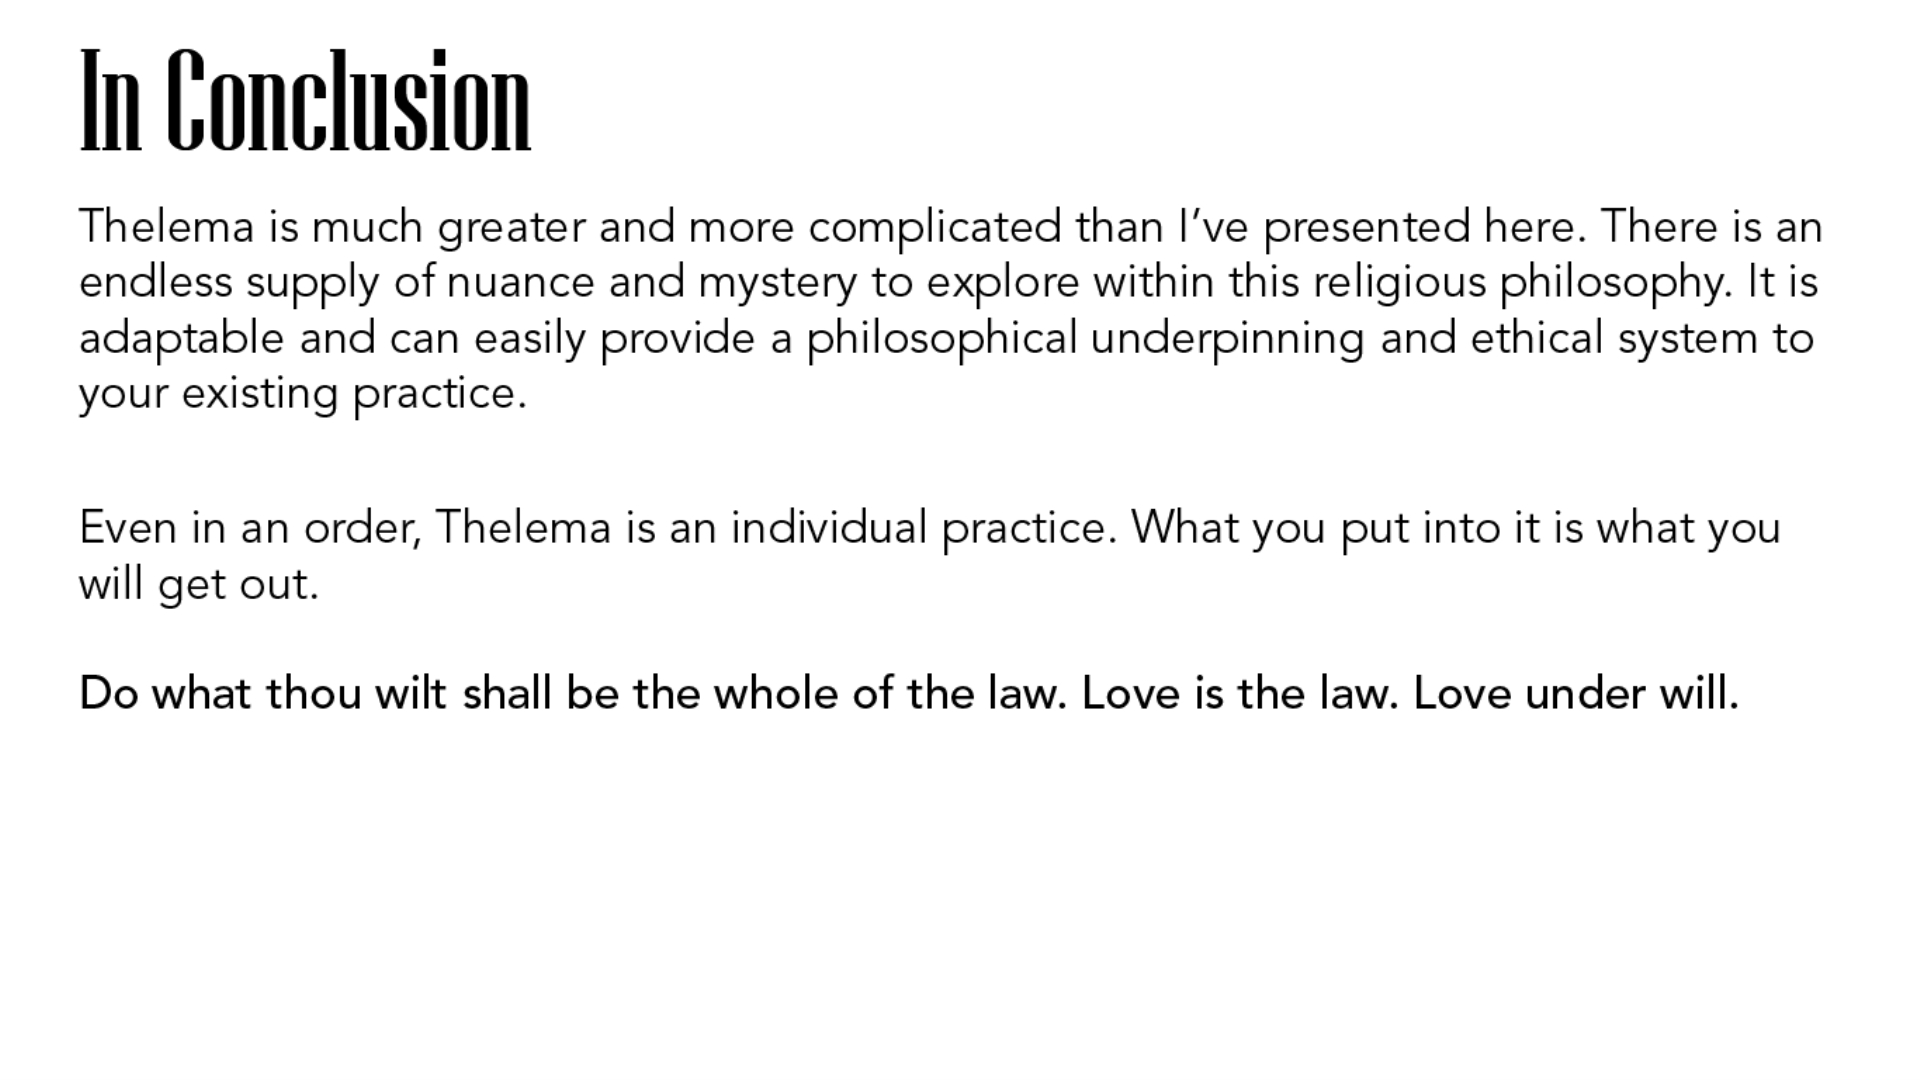 In Conclusion
Thelema is much greater and more complicated than I’ve presented here. There is an
endless supply of nuance and mystery to explore within this religious philosophy. It is
adaptable and can easily provide a philosophical underpinning and ethical system to
your existing practice.
Even in an order, Thelema is an individual practice. What you put into it is what you
will get out.
Do what thou wilt shall be the whole of the law. Love is the law. Love under will.